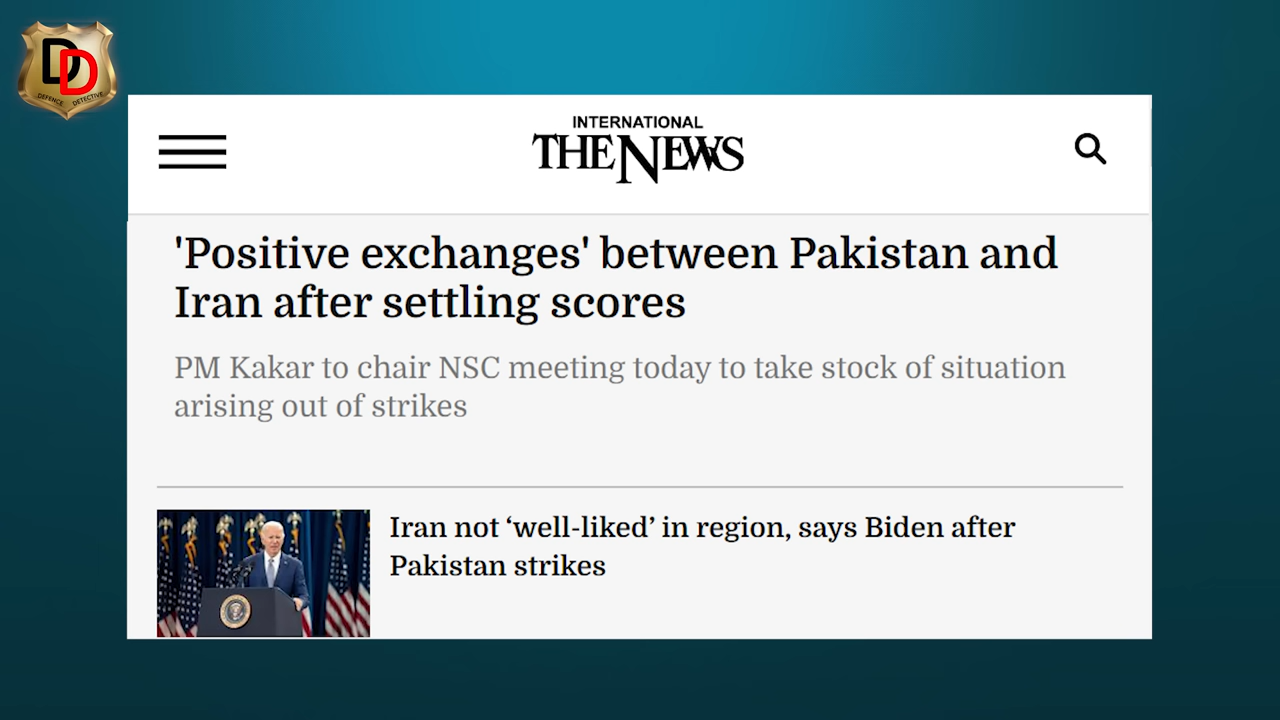 DD
DEFENCE DETECTIVE
INTERNATIONAL
THE NEWS
'Positive exchanges' between Pakistan and
Iran after settling scores
PM Kakar to chair NSC meeting today to take stock of situation
arising out of strikes
Iran not ‘well-liked’ in region, says Biden after
Pakistan strikes